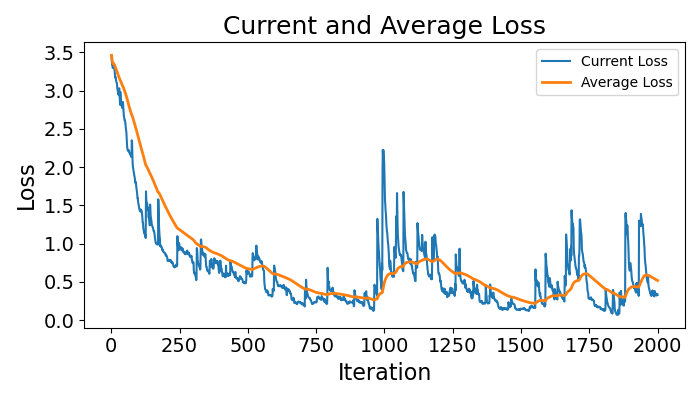 Current and Average Loss
Current Loss
Average Loss
Loss
3.5
3.0
2.5
2.0
1.5
1.0
0.5
0.0
0 250 500 750 1000 1250 1500 1750 2000
Iteration